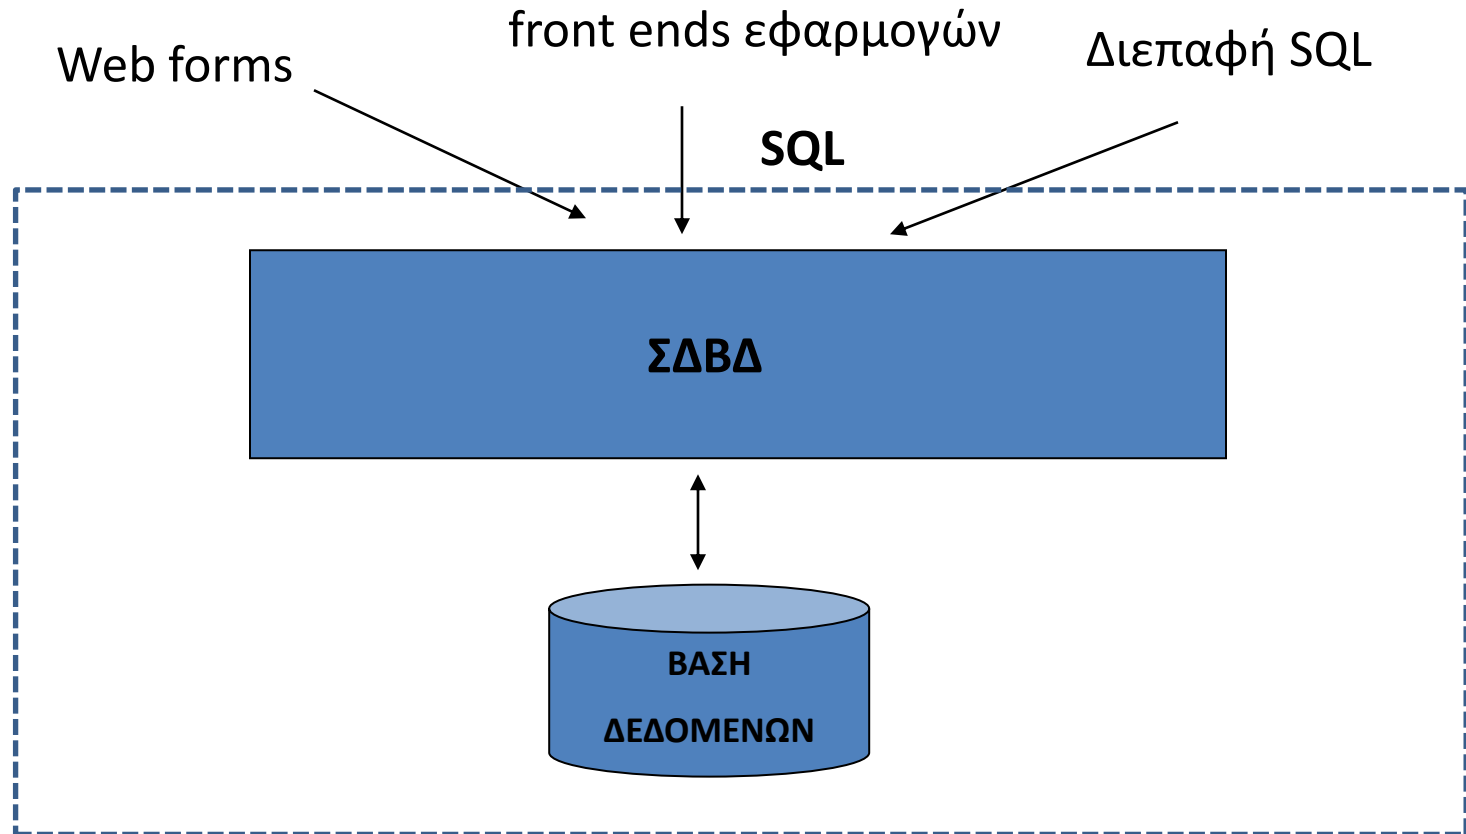 Web forms
front ends εφαρμογών
Διεπαφή SQL
SQL
ΣΔΒΔ
ΒΑΣΗ
ΔΕΔΟΜΕΝΩΝ